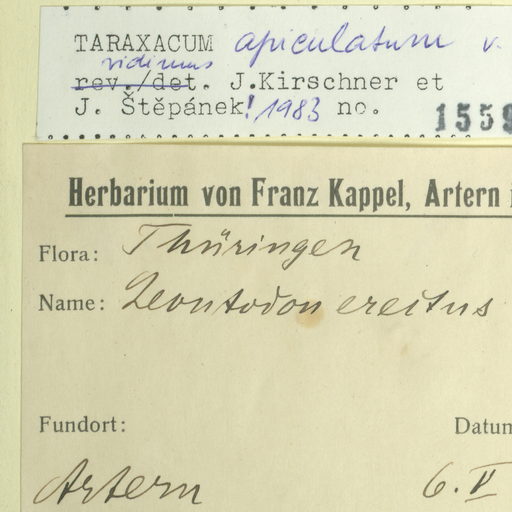 TARAXACUM apiculatum v.
vidimus
rev./det. J.Kirschner et
J. Štěpánek! 1983 no. 1559
Herbarium von Franz Kappel, Artern i
Flora: Thüringen
Name: Leontodon erectus
Fundort: Datum
Artern 6. V